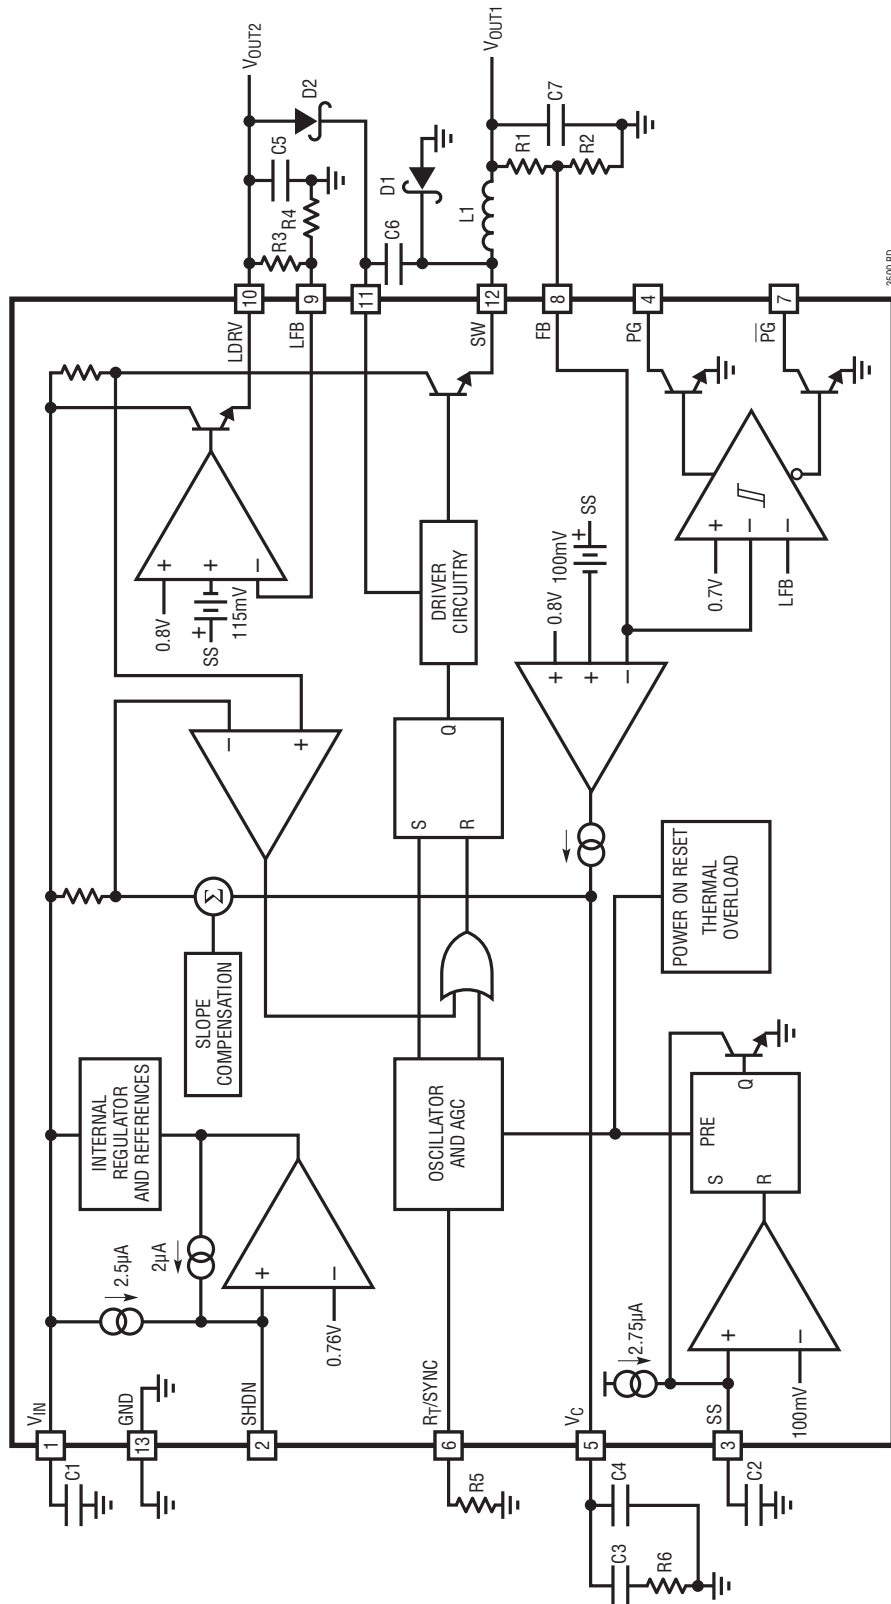 VOUT2
VOUT1
D2
C5
R4
R3
D1
C6
L1
R1
C7
R2
10
9
11
12
8
4
7
3500 BD
LDRV
LFB
SW
FB
PG
PG
0.8V
SS
115mV
+
+
–
DRIVER
CIRCUITRY
0.8V
100mV
SS
+
+
–
0.7V
LFB
+
–
–
–
+
S
Q
R
Σ
SLOPE
COMPENSATION
POWER ON RESET
THERMAL
OVERLOAD
INTERNAL
REGULATOR
AND REFERENCES
OSCILLATOR
AND AGC
PRE
S
Q
R
2.5µA
2µA
+
–
0.76V
2.75µA
+
–
100mV
VIN
GND
SHDN
RT/SYNC
VC
SS
1
13
2
6
5
3
C1
R5
C4
C3
R6
C2